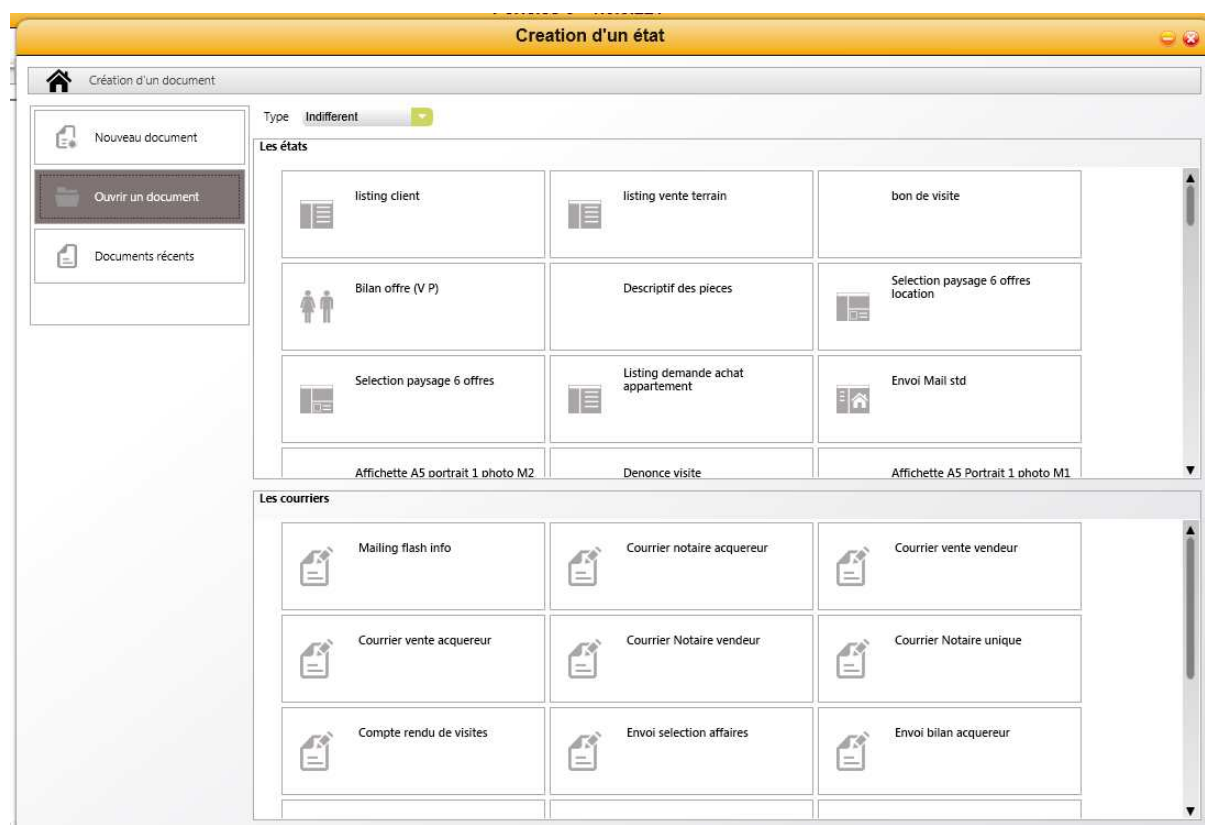 Creation d'un état
Création d'un document
Nouveau document
Ouvrir un document
Documents récents
Type Indifferent
Les états
listing client
listing vente terrain
bon de visite
Bilan offre (V P)
Descriptif des pieces
Selection paysage 6 offres
location
Selection paysage 6 offres
Listing demande achat
appartement
Envoi Mail std
Affichette A5 portrait 1 photo M2
Denonce visite
Affichette A5 Portrait 1 photo M1
Les courriers
Mailing flash info
Courrier notaire acquereur
Courrier vente vendeur
Courrier vente acquereur
Courrier Notaire vendeur
Courrier Notaire unique
Compte rendu de visites
Envoi selection affaires
Envoi bilan acquereur